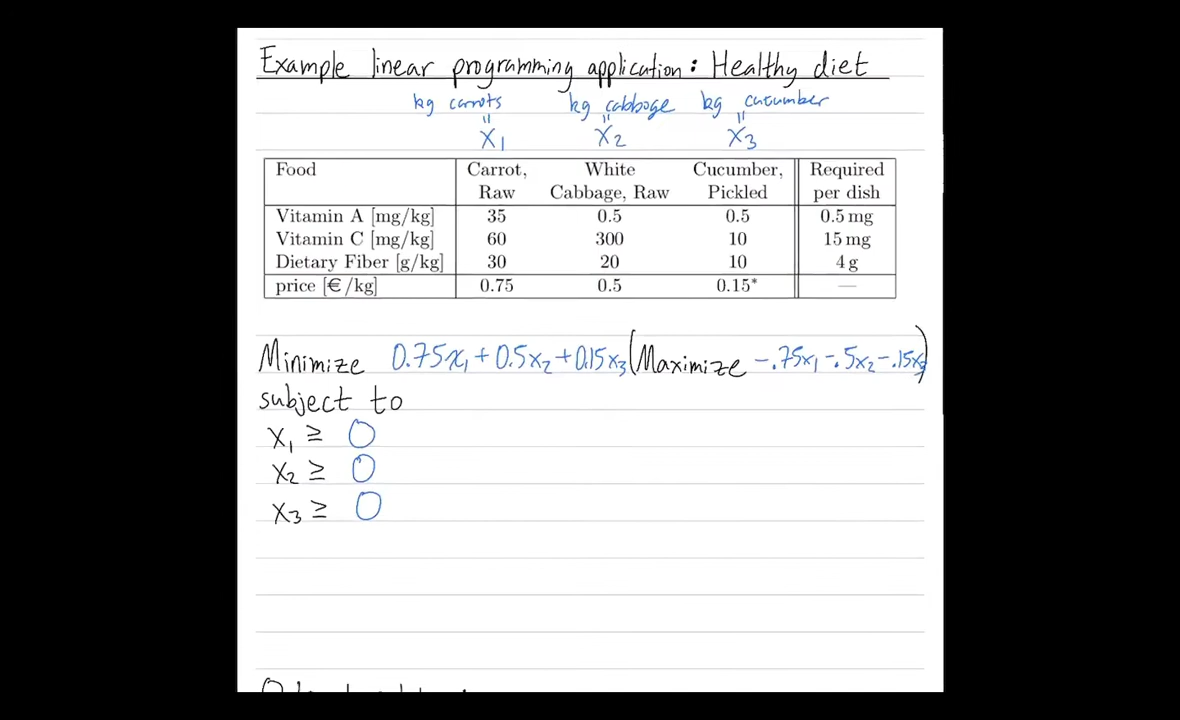 Example linear programming application: Healthy diet
kg carrots kg cabbage kg cucumber
= = =
x₁ x₂ x₃
Food Carrot, White Cucumber, Required
Raw Cabbage, Raw Pickled per dish
Vitamin A [mg/kg] 35 0.5 0.5 0.5 mg
Vitamin C [mg/kg] 60 300 10 15 mg
Dietary Fiber [g/kg] 30 20 10 4 g
price [€/kg] 0.75 0.5 0.15* —
Minimize 0.75x₁ + 0.5x₂ + 0.15x₃ (Maximize -.75x₁ -.5x₂ -.15x₃)
subject to
x₁ ≥ 0
x₂ ≥ 0
x₃ ≥ 0